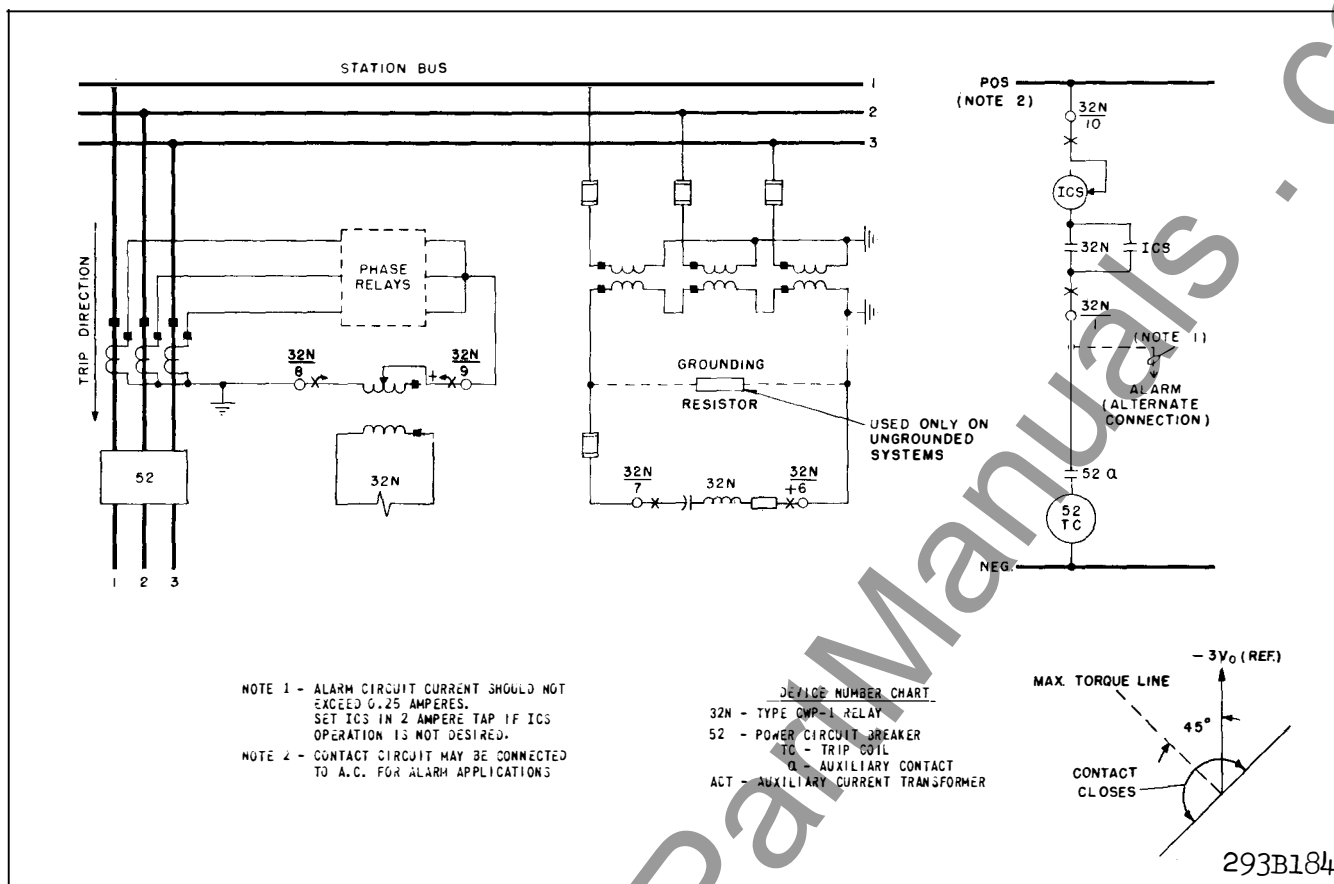 STATION BUS
1
2
3
TRIP DIRECTION
PHASE
RELAYS
32N
8
32N
+ 9
32N
52
1 2 3
GROUNDING
RESISTOR
USED ONLY ON
UNGROUNDED
SYSTEMS
32N
7
32N
32N
+6
POS
(NOTE 2)
32N
10
ICS
32N
ICS
32N
1
(NOTE 1)
ALARM
(ALTERNATE
CONNECTION)
52 a
52
TC
NEG.
NOTE 1 - ALARM CIRCUIT CURRENT SHOULD NOT
EXCEED 0.25 AMPERES.
SET ICS IN 2 AMPERE TAP IF ICS
OPERATION IS NOT DESIRED.
NOTE 2 - CONTACT CIRCUIT MAY BE CONNECTED
TO A.C. FOR ALARM APPLICATIONS
DEVICE NUMBER CHART
32N - TYPE CWP-1 RELAY
52 - POWER CIRCUIT BREAKER
TC - TRIP COIL
a - AUXILIARY CONTACT
ACT - AUXILIARY CURRENT TRANSFORMER
- 3V₀ (REF.)
MAX. TORQUE LINE
45°
CONTACT
CLOSES
293B184
PartManuals . c